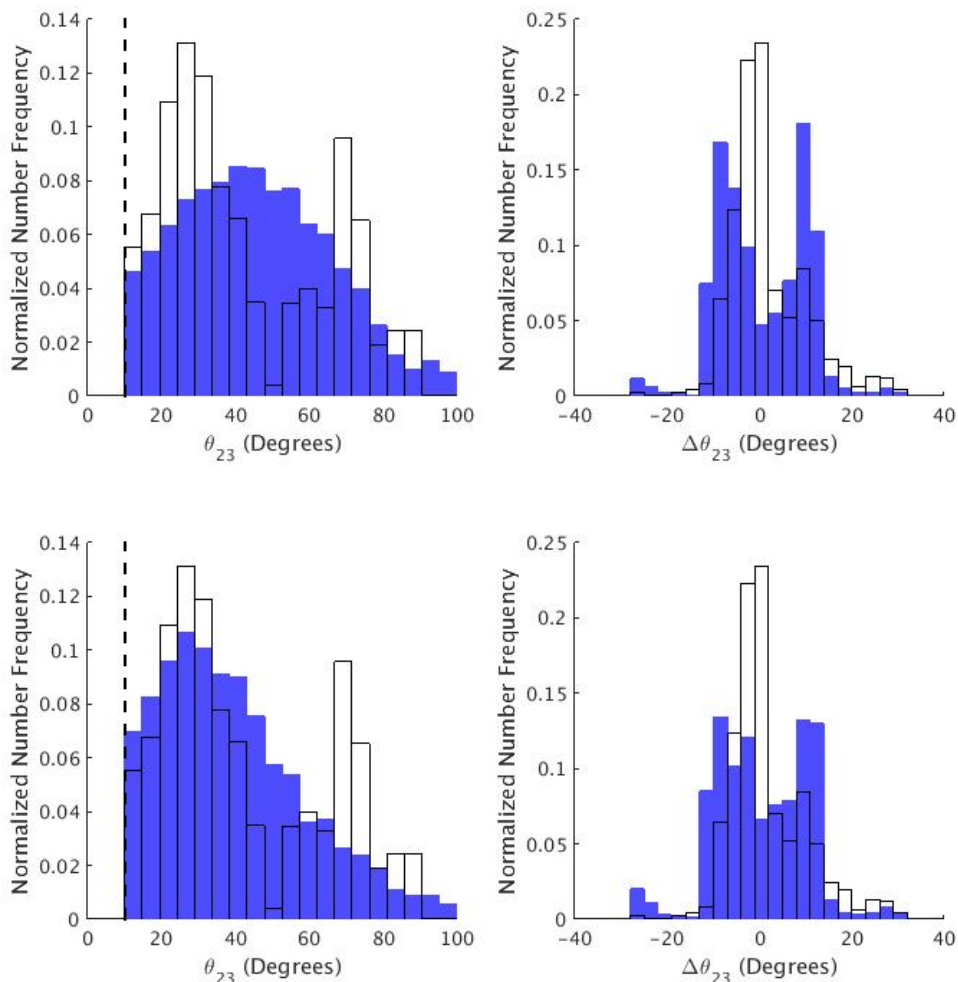 Normalized Number Frequency
0.14
0.12
0.1
0.08
0.06
0.04
0.02
0
0 20 40 60 80 100
θ23 (Degrees)
Normalized Number Frequency
0.25
0.2
0.15
0.1
0.05
0
−40 −20 0 20 40
Δθ23 (Degrees)
Normalized Number Frequency
0.14
0.12
0.1
0.08
0.06
0.04
0.02
0
0 20 40 60 80 100
θ23 (Degrees)
Normalized Number Frequency
0.25
0.2
0.15
0.1
0.05
0
−40 −20 0 20 40
Δθ23 (Degrees)